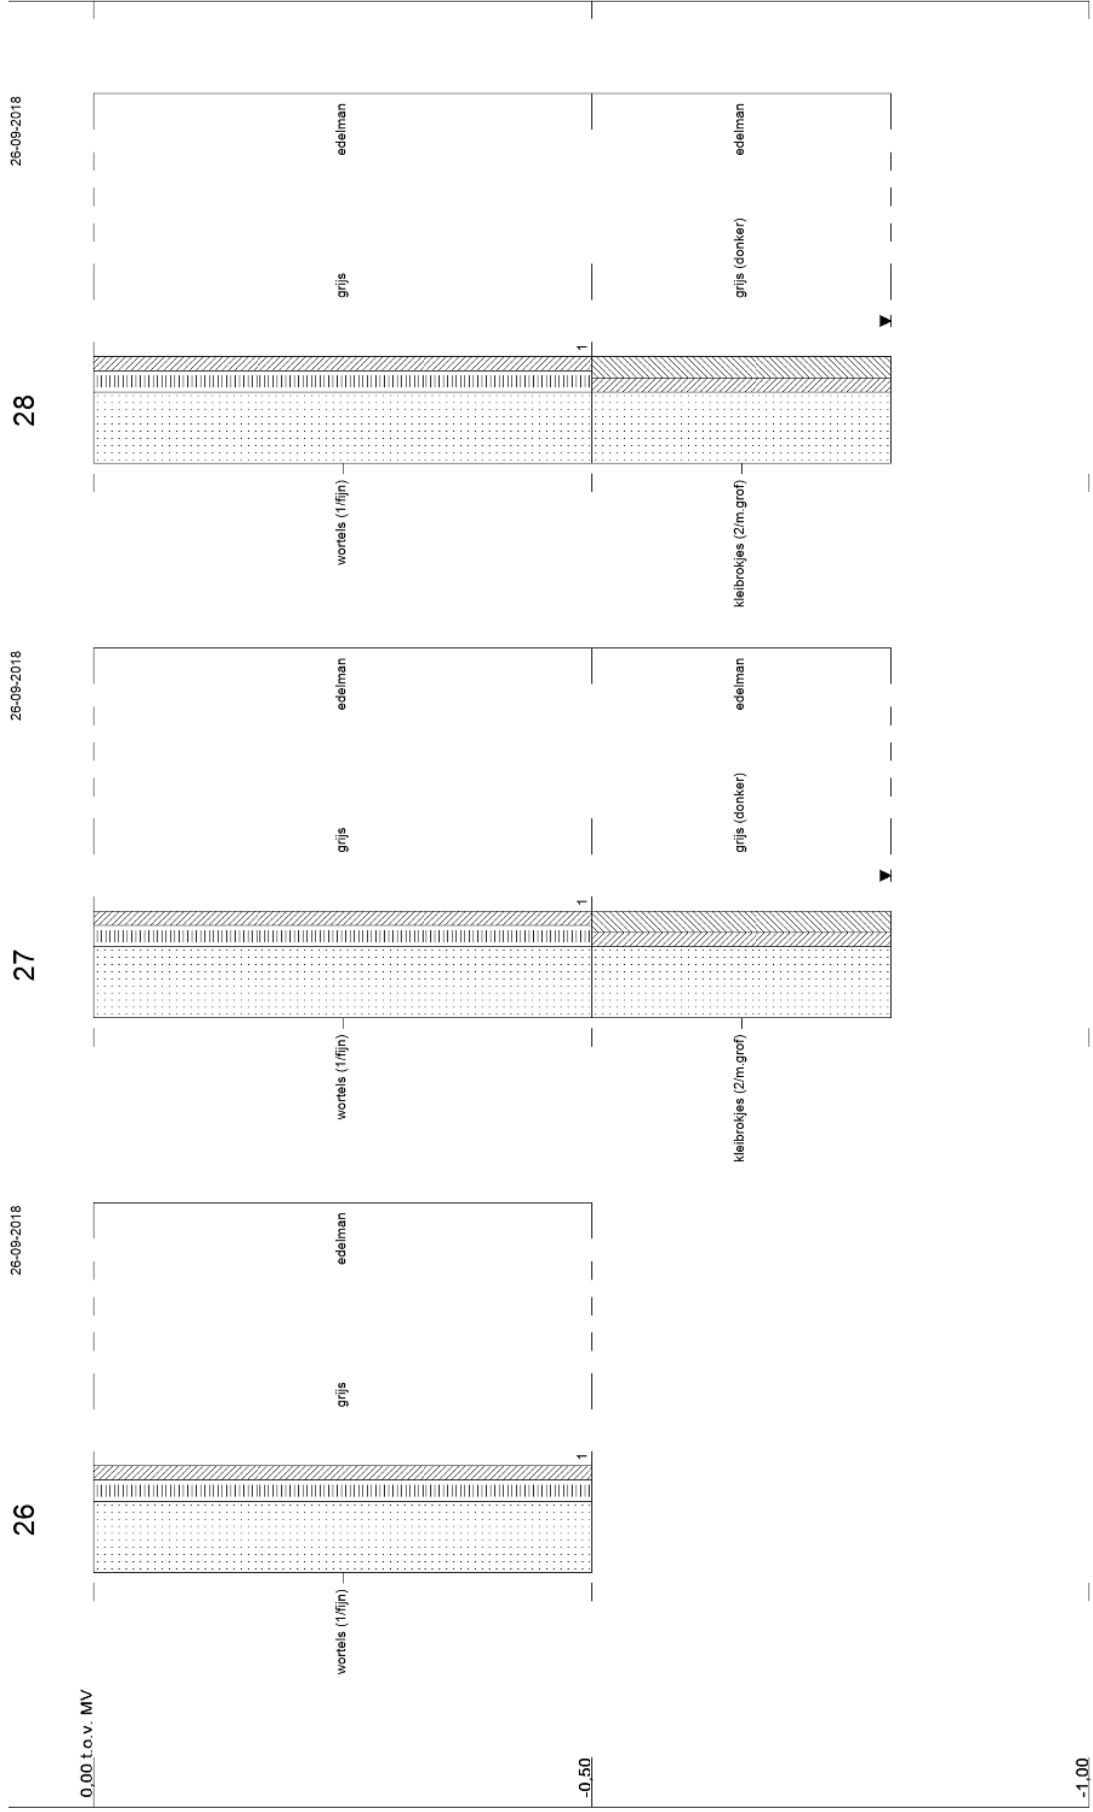 26
26-09-2018
27
26-09-2018
28
26-09-2018
0,00 t.o.v. MV
wortels (1/fijn)
grijs
edelman
wortels (1/fijn)
grijs
edelman
wortels (1/fijn)
grijs
edelman
-0,50
1
1
1
kleibrokjes (2/m.grof)
grijs (donker)
edelman
kleibrokjes (2/m.grof)
grijs (donker)
edelman
-1,00